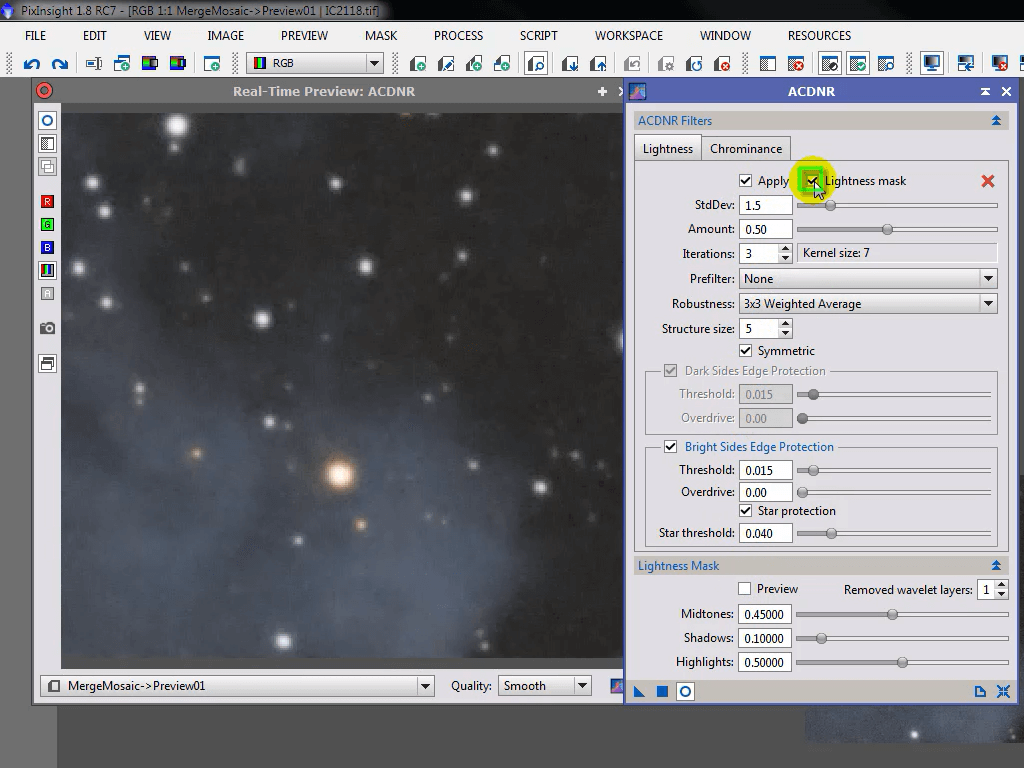 PixInsight 1.8 RC7 - [RGB 1:1 MergeMosaic->Preview01 | IC2118.tif]
FILE EDIT VIEW IMAGE PREVIEW MASK PROCESS SCRIPT WORKSPACE WINDOW RESOURCES
RGB
Real-Time Preview: ACDNR
ACDNR
ACDNR Filters
Lightness Chrominance
Apply Lightness mask
StdDev: 1.5
Amount: 0.50
Iterations: 3 Kernel size: 7
Prefilter: None
Robustness: 3x3 Weighted Average
Structure size: 5
Symmetric
Dark Sides Edge Protection
Threshold: 0.015
Overdrive: 0.00
Bright Sides Edge Protection
Threshold: 0.015
Overdrive: 0.00
Star protection
Star threshold: 0.040
Lightness Mask
Preview Removed wavelet layers: 1
Midtones: 0.45000
Shadows: 0.10000
Highlights: 0.50000
R
G
B
MergeMosaic->Preview01 Quality: Smooth